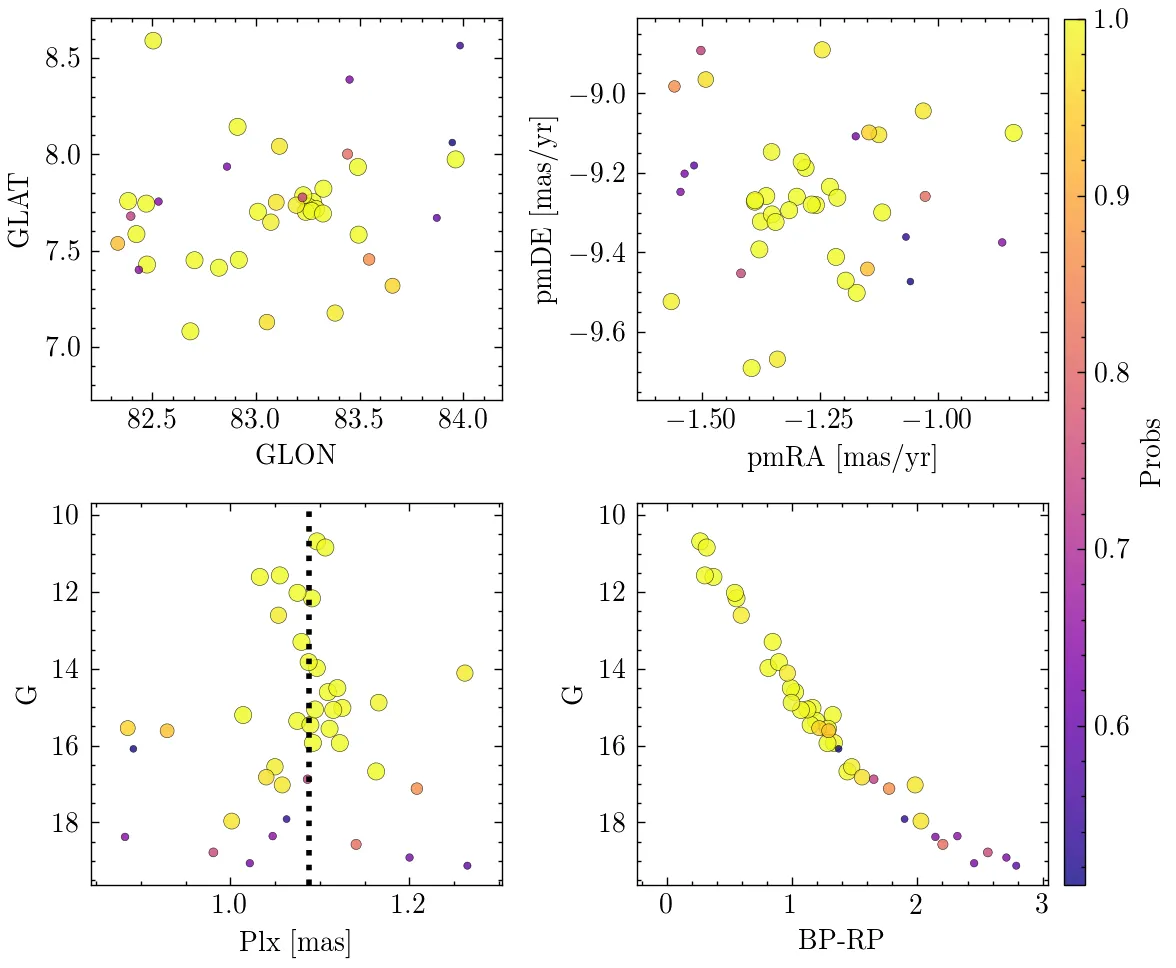 8.5
8.0
7.5
7.0
GLAT
82.5 83.0 83.5 84.0
GLON
−9.0
−9.2
−9.4
−9.6
pmDE [mas/yr]
−1.50 −1.25 −1.00
pmRA [mas/yr]
1.0
0.9
0.8
0.7
0.6
Probs
10
12
14
16
18
G
1.0 1.2
Plx [mas]
10
12
14
16
18
G
0 1 2 3
BP-RP